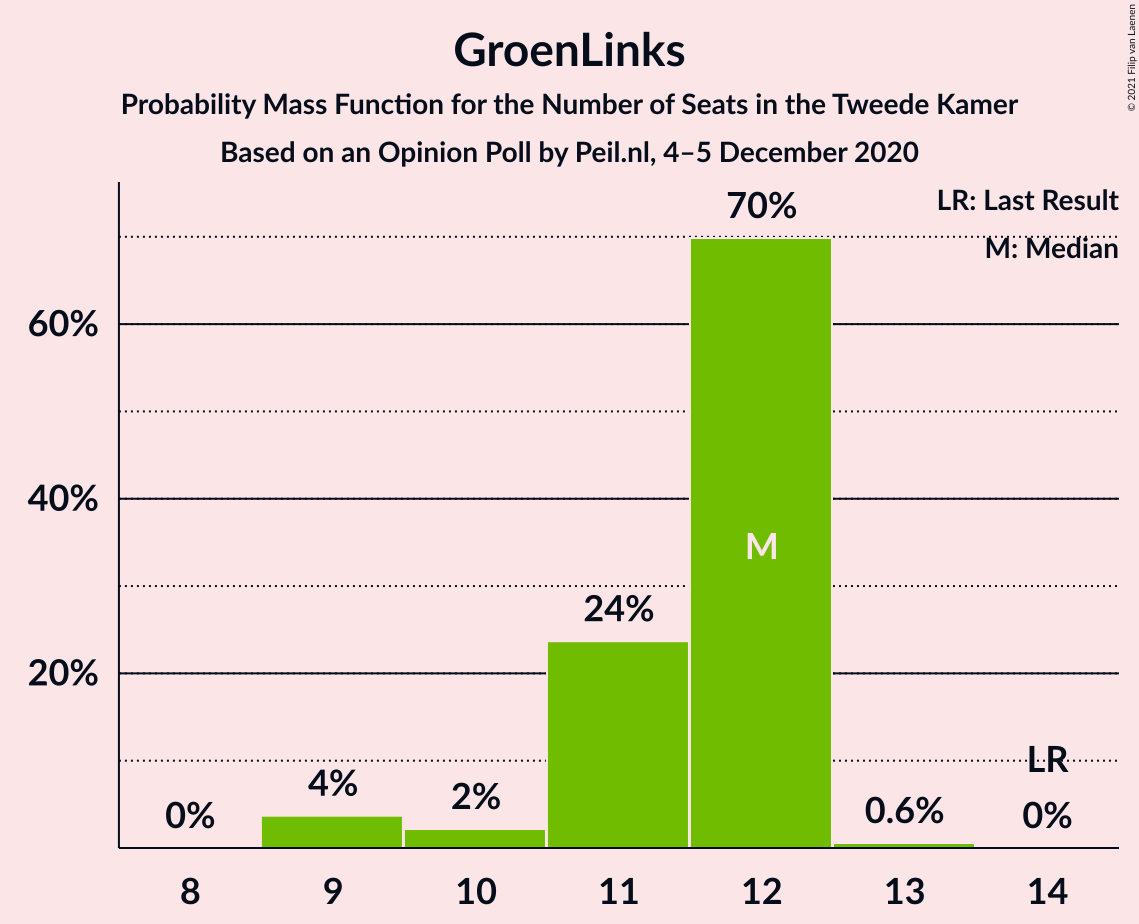 GroenLinks
Probability Mass Function for the Number of Seats in the Tweede Kamer
Based on an Opinion Poll by Peil.nl, 4–5 December 2020
© 2021 Filip van Laenen
LR: Last Result
M: Median
60%
40%
20%
0%
4%
2%
24%
70%
M
0.6%
LR
0%
8
9
10
11
12
13
14